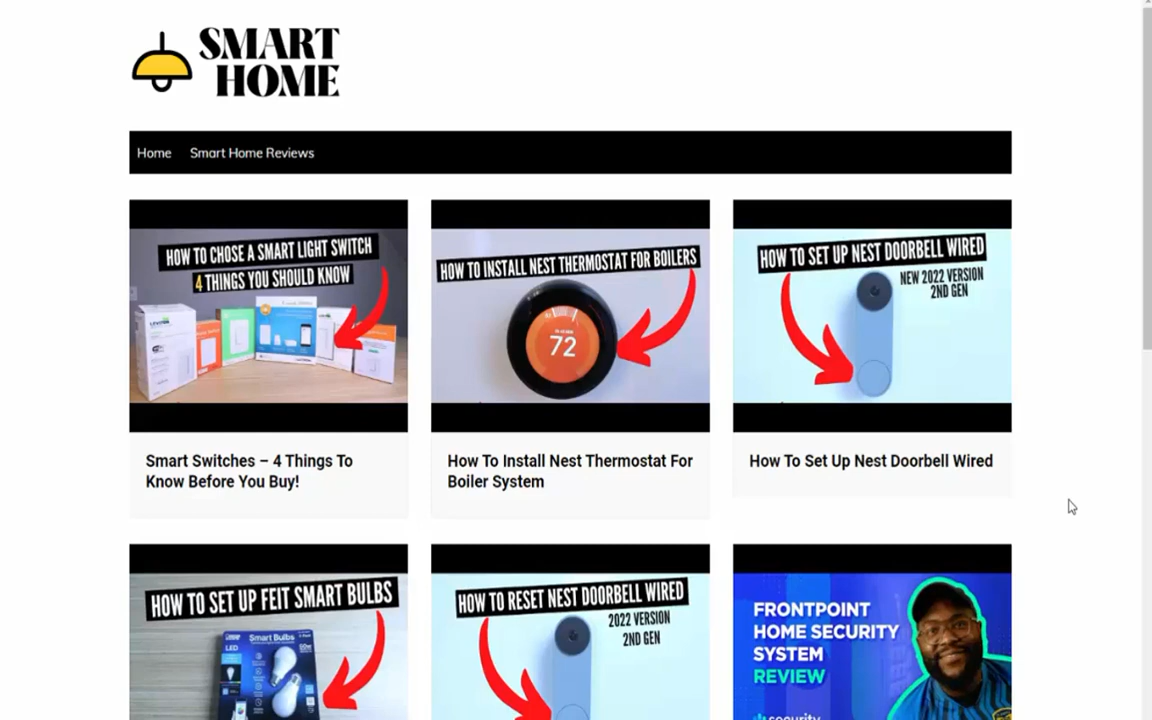 SMART
HOME
Home Smart Home Reviews
HOW TO CHOSE A SMART LIGHT SWITCH
4 THINGS YOU SHOULD KNOW
HOW TO INSTALL NEST THERMOSTAT FOR BOILERS
72
HOW TO SET UP NEST DOORBELL WIRED
NEW 2022 VERSION
2ND GEN
Smart Switches – 4 Things To
Know Before You Buy!
How To Install Nest Thermostat For
Boiler System
How To Set Up Nest Doorbell Wired
HOW TO SET UP FEIT SMART BULBS
Smart Bulbs
LED
HOW TO RESET NEST DOORBELL WIRED
2022 VERSION
2ND GEN
FRONTPOINT
HOME SECURITY
SYSTEM
REVIEW
security